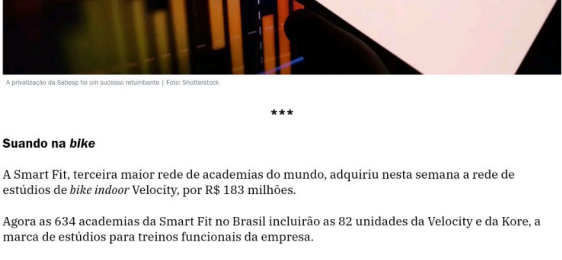 A privatização da Sabesp foi um sucesso retumbante | Foto: Shutterstock
***
Suando na bike
A Smart Fit, terceira maior rede de academias do mundo, adquiriu nesta semana a rede de
estúdios de bike indoor Velocity, por R$ 183 milhões.
Agora as 634 academias da Smart Fit no Brasil incluirão as 82 unidades da Velocity e da Kore, a
marca de estúdios para treinos funcionais da empresa.